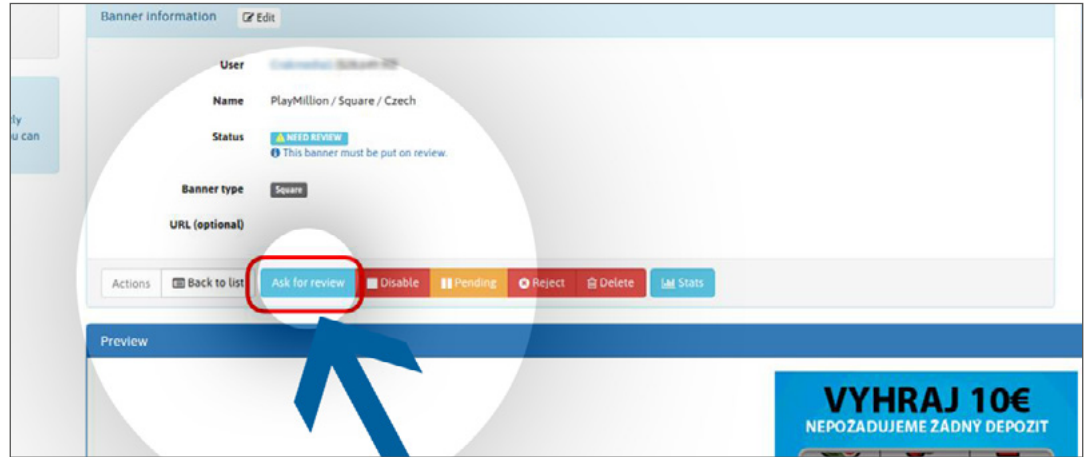 Banner information Edit
User
Name PlayMillion / Square / Czech
ly
u can
Status NEED REVIEW
This banner must be put on review.
Banner type Square
URL (optional)
Actions Back to list Ask for review Disable Pending Reject Delete Stats
Preview
VYHRAJ 10€
NEPOŽADUJEME ŽÁDNÝ DEPOZIT